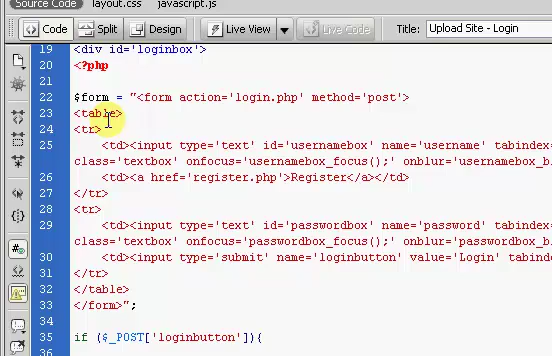 Source Code layout.css javascript.js
Code Split Design Live View Live Code Title: Upload Site - Login
19 <div id='loginbox'>
20 <?php
21
22 $form = "<form action='login.php' method='post'>
23 <table>
24 <tr>
25 <td><input type='text' id='usernamebox' name='username' tabindex=
class='textbox' onfocus='usernamebox_focus();' onblur='usernamebox_b
26 <td><a href='register.php'>Register</a></td>
27 </tr>
28 <tr>
29 <td><input type='text' id='passwordbox' name='password' tabindex=
class='textbox' onfocus='passwordbox_focus();' onblur='passwordbox_b
30 <td><input type='submit' name='loginbutton' value='Login' tabind
31 </tr>
32 </table>
33 </form>";
34
35 if ($_POST['loginbutton']){
36